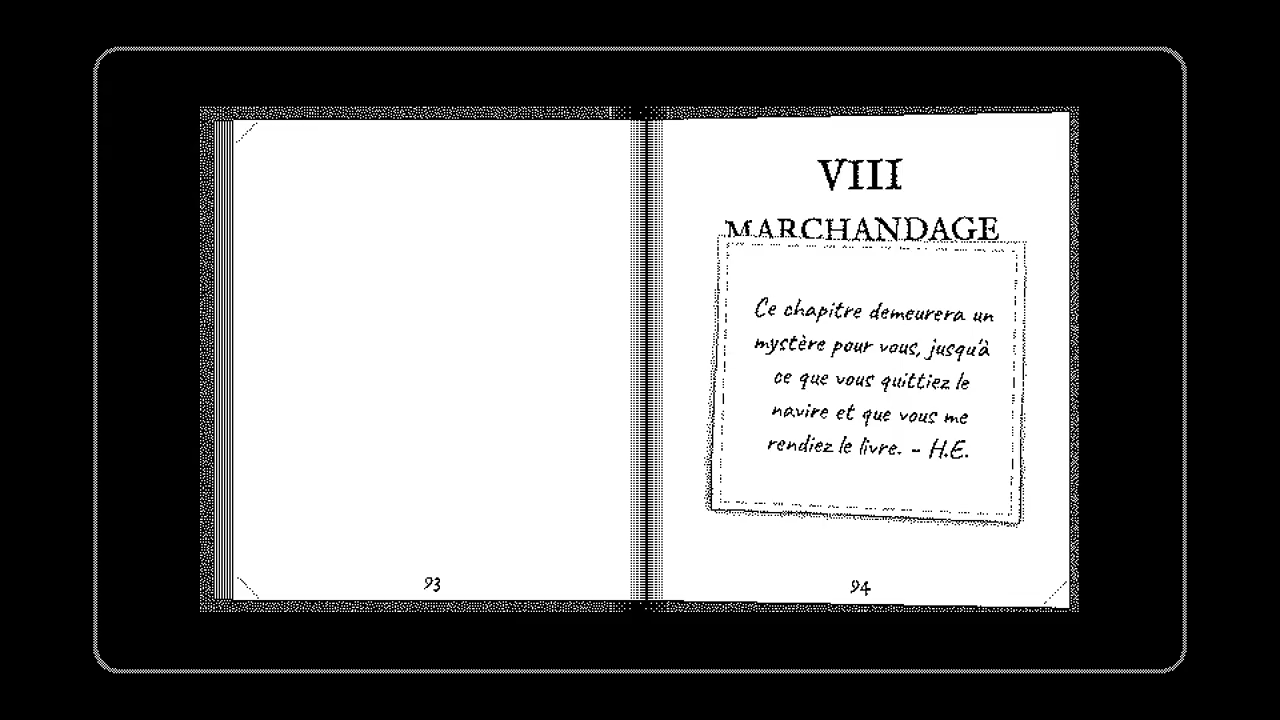 VIII
MARCHANDAGE
Ce chapitre demeurera un
mystère pour vous, jusqu'à
ce que vous quittiez le
navire et que vous me
rendiez le livre. - H.E.
93
94